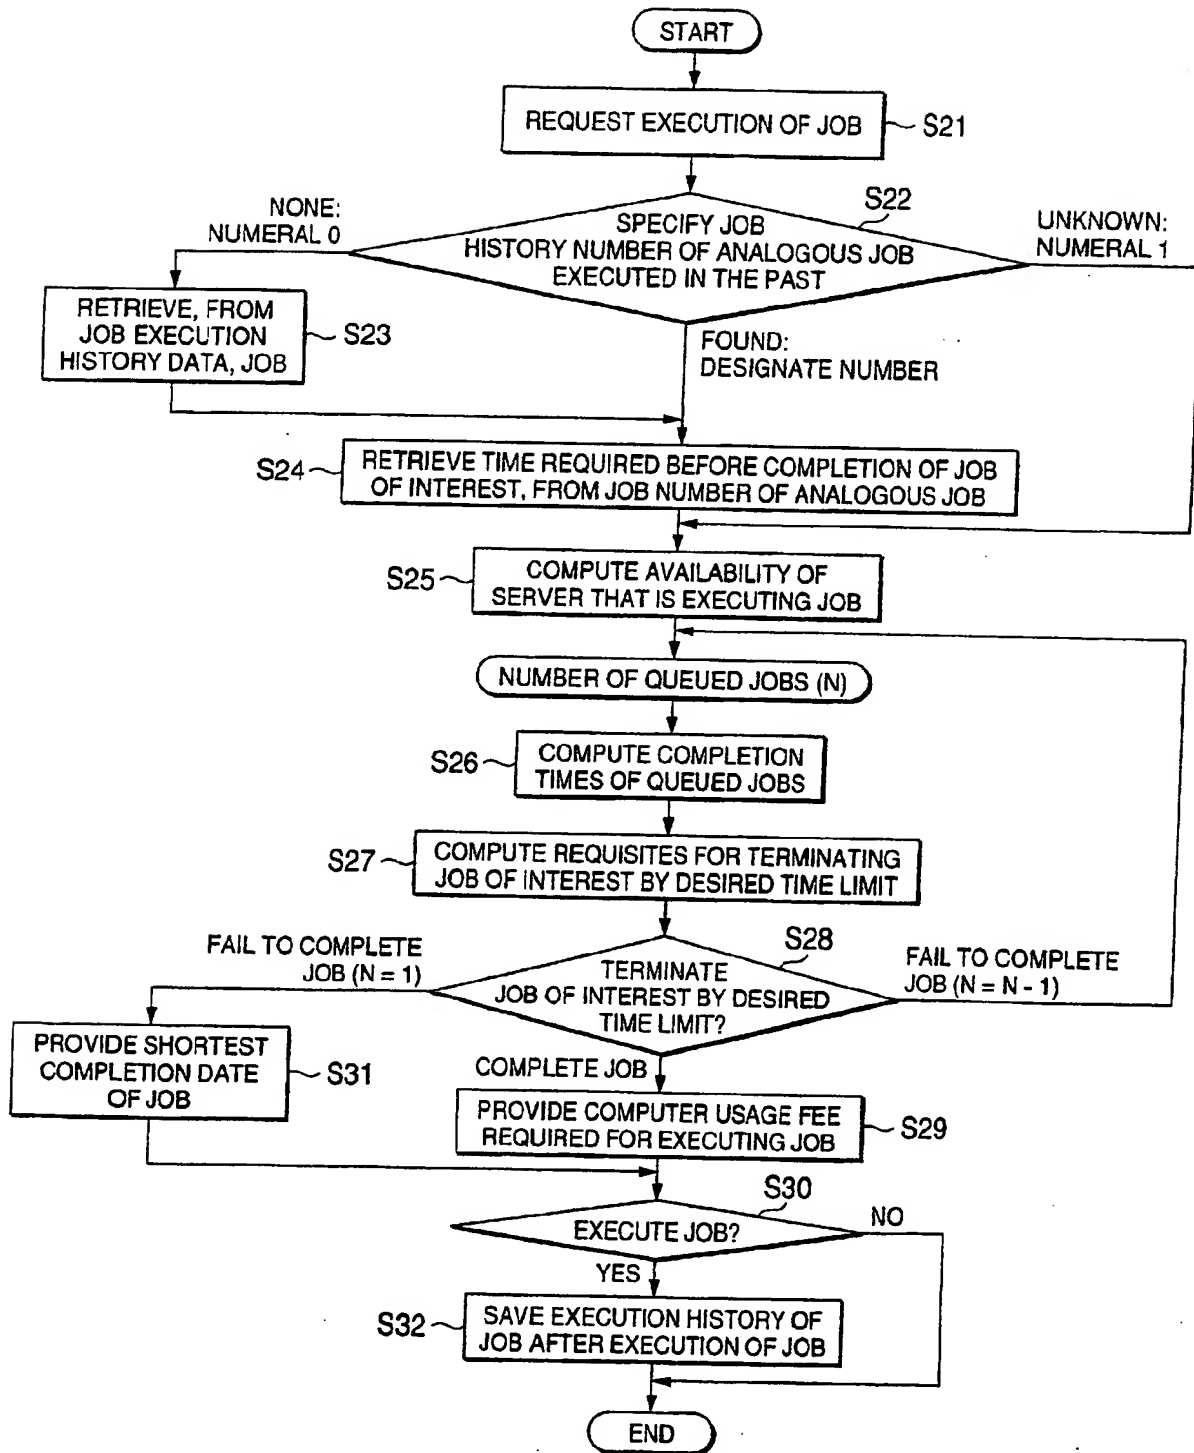 START
REQUEST EXECUTION OF JOB
S21
S22
NONE:
NUMERAL 0
SPECIFY JOB
HISTORY NUMBER OF ANALOGOUS JOB
EXECUTED IN THE PAST
UNKNOWN:
NUMERAL 1
RETRIEVE, FROM
JOB EXECUTION
HISTORY DATA, JOB
S23
FOUND:
DESIGNATE NUMBER
S24
RETRIEVE TIME REQUIRED BEFORE COMPLETION OF JOB
OF INTEREST, FROM JOB NUMBER OF ANALOGOUS JOB
S25
COMPUTE AVAILABILITY OF
SERVER THAT IS EXECUTING JOB
NUMBER OF QUEUED JOBS (N)
S26
COMPUTE COMPLETION
TIMES OF QUEUED JOBS
S27
COMPUTE REQUISITES FOR TERMINATING
JOB OF INTEREST BY DESIRED TIME LIMIT
S28
FAIL TO COMPLETE
JOB (N = 1)
TERMINATE
JOB OF INTEREST BY DESIRED
TIME LIMIT?
FAIL TO COMPLETE
JOB (N = N - 1)
PROVIDE SHORTEST
COMPLETION DATE
OF JOB
S31
COMPLETE JOB
PROVIDE COMPUTER USAGE FEE
REQUIRED FOR EXECUTING JOB
S29
S30
EXECUTE JOB?
NO
YES
S32
SAVE EXECUTION HISTORY OF
JOB AFTER EXECUTION OF JOB
END